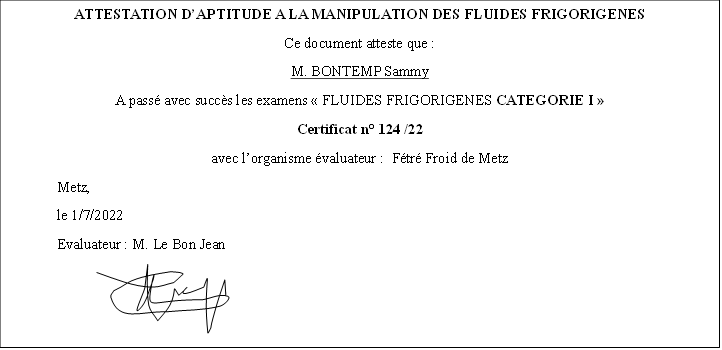 ATTESTATION D'APTITUDE A LA MANIPULATION DES FLUIDES FRIGORIGENES
Ce document atteste que :
M. BONTEMP Sammy
A passé avec succès les examens « FLUIDES FRIGORIGENES CATEGORIE I »
Certificat n° 124 /22
avec l'organisme évaluateur : Fétré Froid de Metz
Metz,
le 1/7/2022
Evaluateur : M. Le Bon Jean